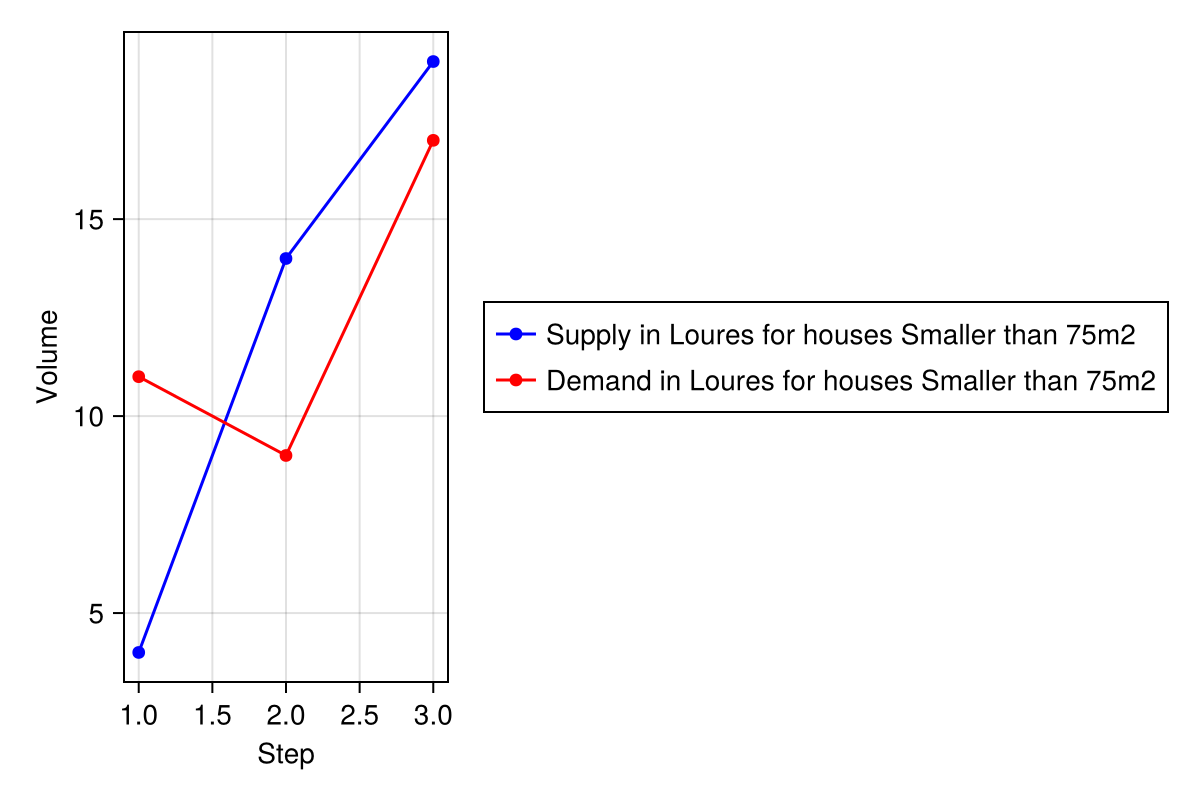 Volume
15
10
5
1.0 1.5 2.0 2.5 3.0
Step
Supply in Loures for houses Smaller than 75m2
Demand in Loures for houses Smaller than 75m2